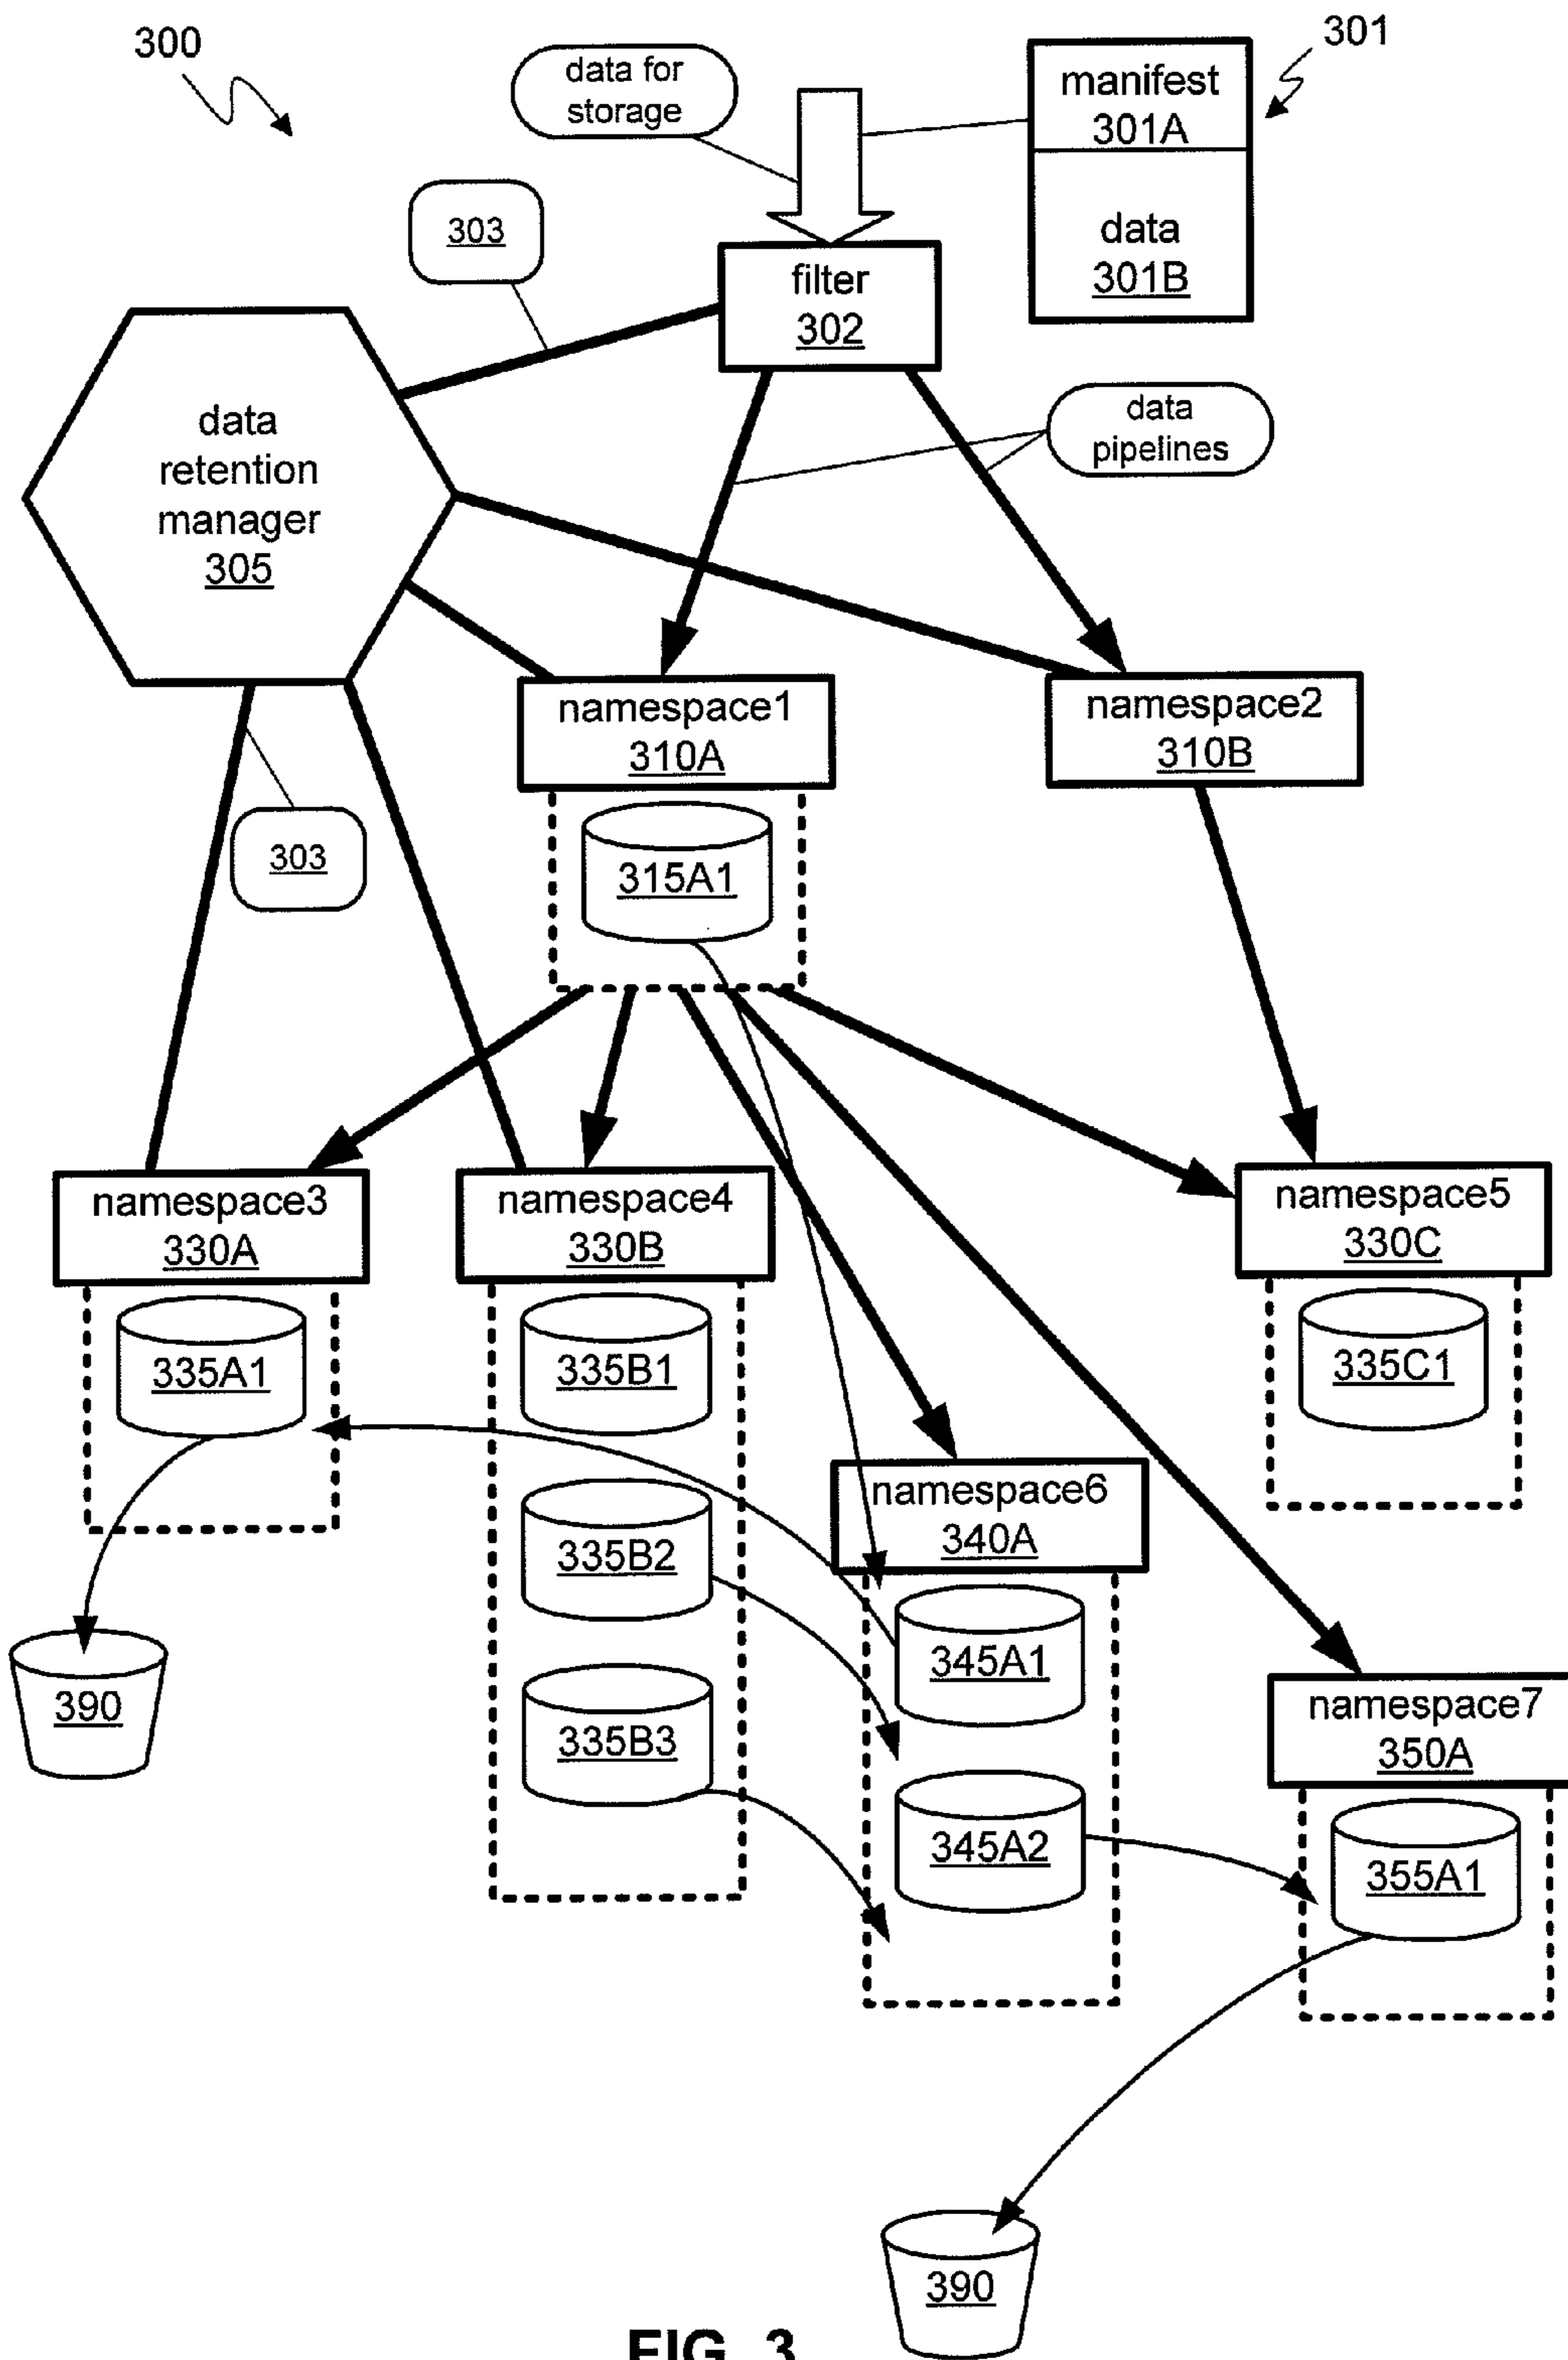 300
301
data for
storage
manifest
301A
data
301B
303
filter
302
data
pipelines
data
retention
manager
305
namespace1
310A
namespace2
310B
303
315A1
namespace3
330A
namespace4
330B
namespace5
330C
335A1
335B1
335C1
namespace6
340A
335B2
345A1
390
335B3
namespace7
350A
345A2
355A1
390
FIG. 3